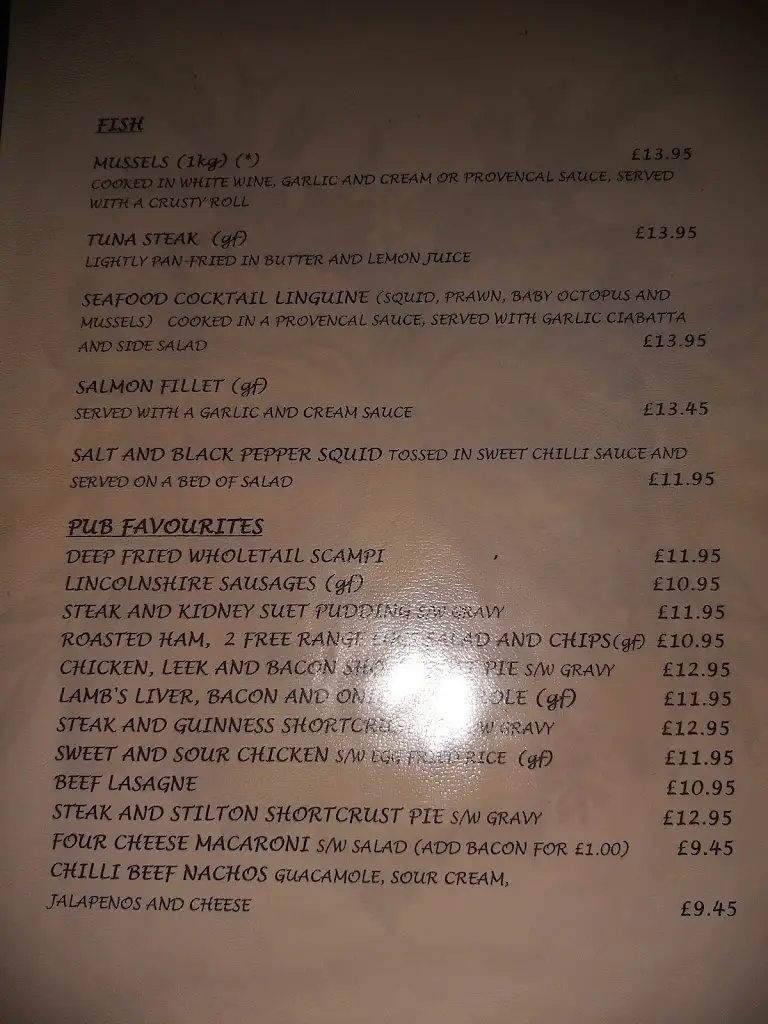 FISH
MUSSELS (1kg) (*) £13.95
COOKED IN WHITE WINE, GARLIC AND CREAM OR PROVENCAL SAUCE, SERVED
WITH A CRUSTY ROLL
TUNA STEAK (gf) £13.95
LIGHTLY PAN-FRIED IN BUTTER AND LEMON JUICE
SEAFOOD COCKTAIL LINGUINE (SQUID, PRAWN, BABY OCTOPUS AND
MUSSELS) COOKED IN A PROVENCAL SAUCE, SERVED WITH GARLIC CIABATTA
AND SIDE SALAD £13.95
SALMON FILLET (gf)
SERVED WITH A GARLIC AND CREAM SAUCE £13.45
SALT AND BLACK PEPPER SQUID TOSSED IN SWEET CHILLI SAUCE AND
SERVED ON A BED OF SALAD £11.95
PUB FAVOURITES
DEEP FRIED WHOLETAIL SCAMPI £11.95
LINCOLNSHIRE SAUSAGES (gf) £10.95
STEAK AND KIDNEY SUET PUDDING S/W GRAVY £11.95
ROASTED HAM, 2 FREE RANGE SALAD AND CHIPS(gf) £10.95
CHICKEN, LEEK AND BACON PIE S/W GRAVY £12.95
LAMB'S LIVER, BACON AND (gf) £11.95
STEAK AND GUINNESS GRAVY £12.95
SWEET AND SOUR CHICKEN S/W EGG FRIED RICE (gf) £11.95
BEEF LASAGNE £10.95
STEAK AND STILTON SHORTCRUST PIE S/W GRAVY £12.95
FOUR CHEESE MACARONI S/W SALAD (ADD BACON FOR £1.00) £9.45
CHILLI BEEF NACHOS GUACAMOLE, SOUR CREAM,
JALAPENOS AND CHEESE £9.45